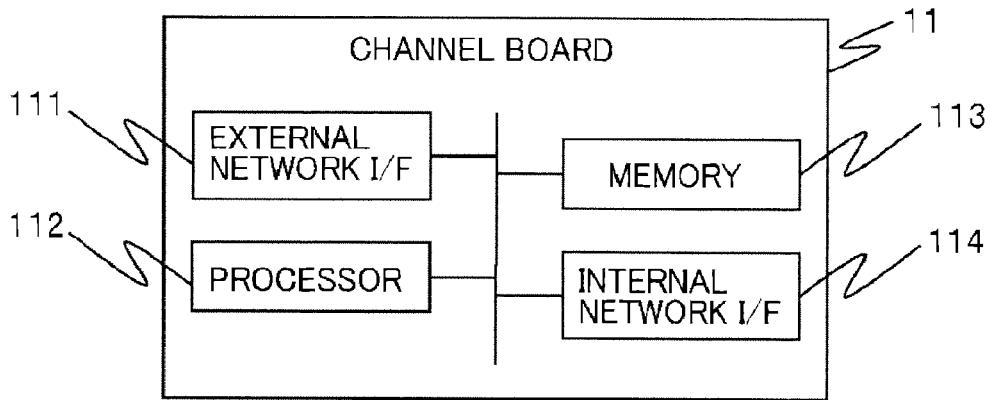 11
CHANNEL BOARD
111
EXTERNAL
NETWORK I/F
113
MEMORY
112
PROCESSOR
114
INTERNAL
NETWORK I/F